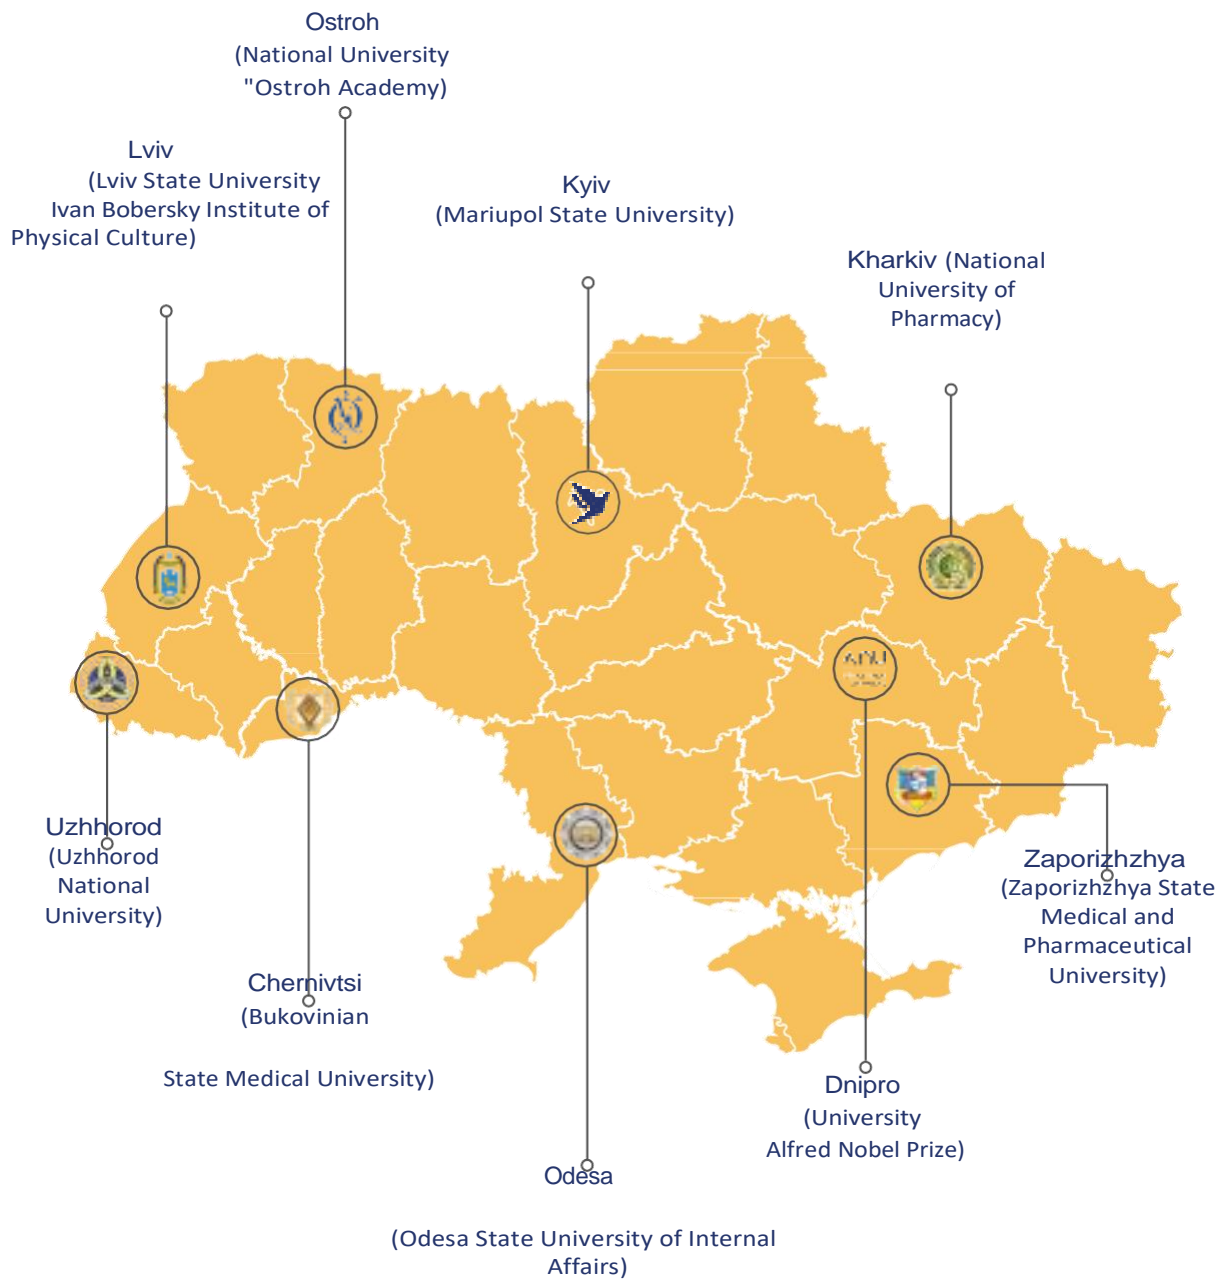 Ostroh
(National University
"Ostroh Academy)
Lviv
(Lviv State University
Ivan Bobersky Institute of
Physical Culture)
Kyiv
(Mariupol State University)
Kharkiv (National
University of
Pharmacy)
Uzhhorod
(Uzhhorod
National
University)
Zaporizhzhya
(Zaporizhzhya State
Medical and
Pharmaceutical
University)
Chernivtsi
(Bukovinian
State Medical University)
Dnipro
(University
Alfred Nobel Prize)
Odesa
(Odesa State University of Internal
Affairs)